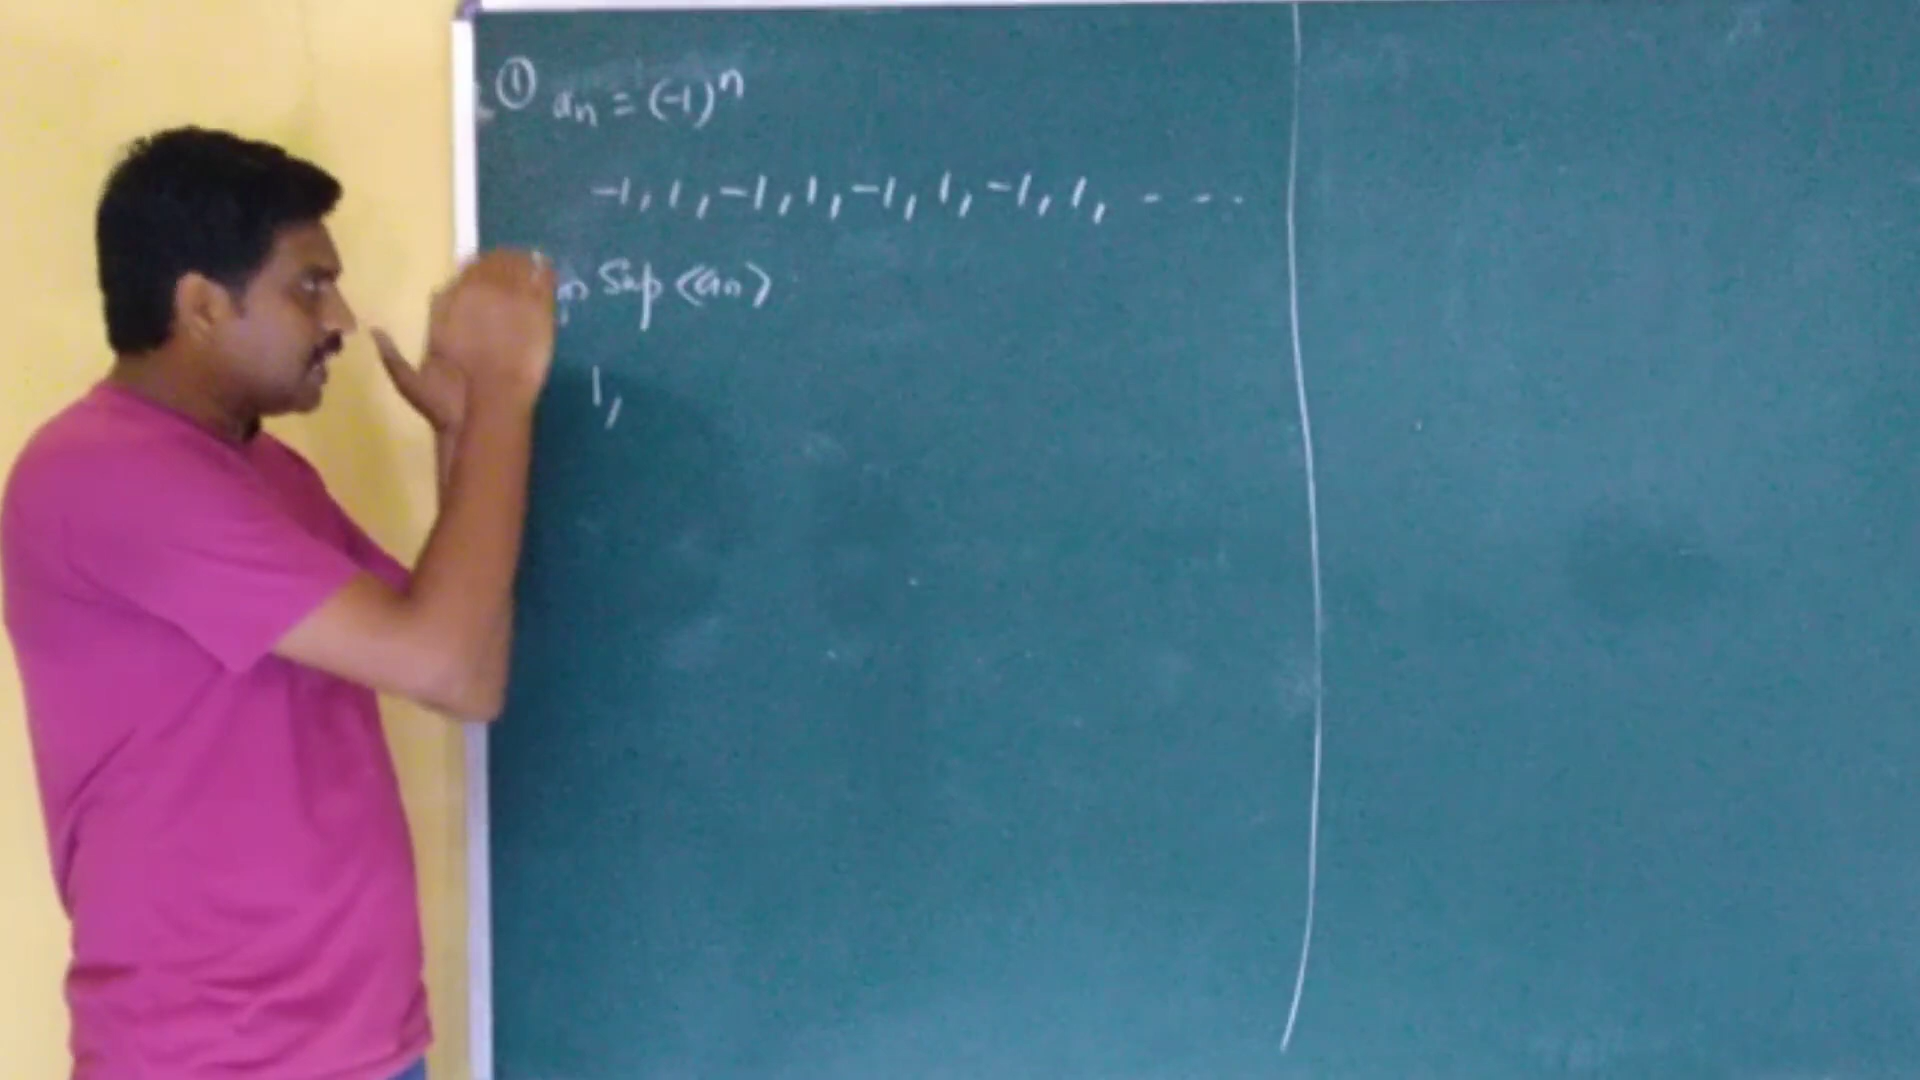 ① aₙ = (-1)ⁿ
-1, 1, -1, 1, -1, 1, -1, 1, - - - -
Sup <aₙ>
1,